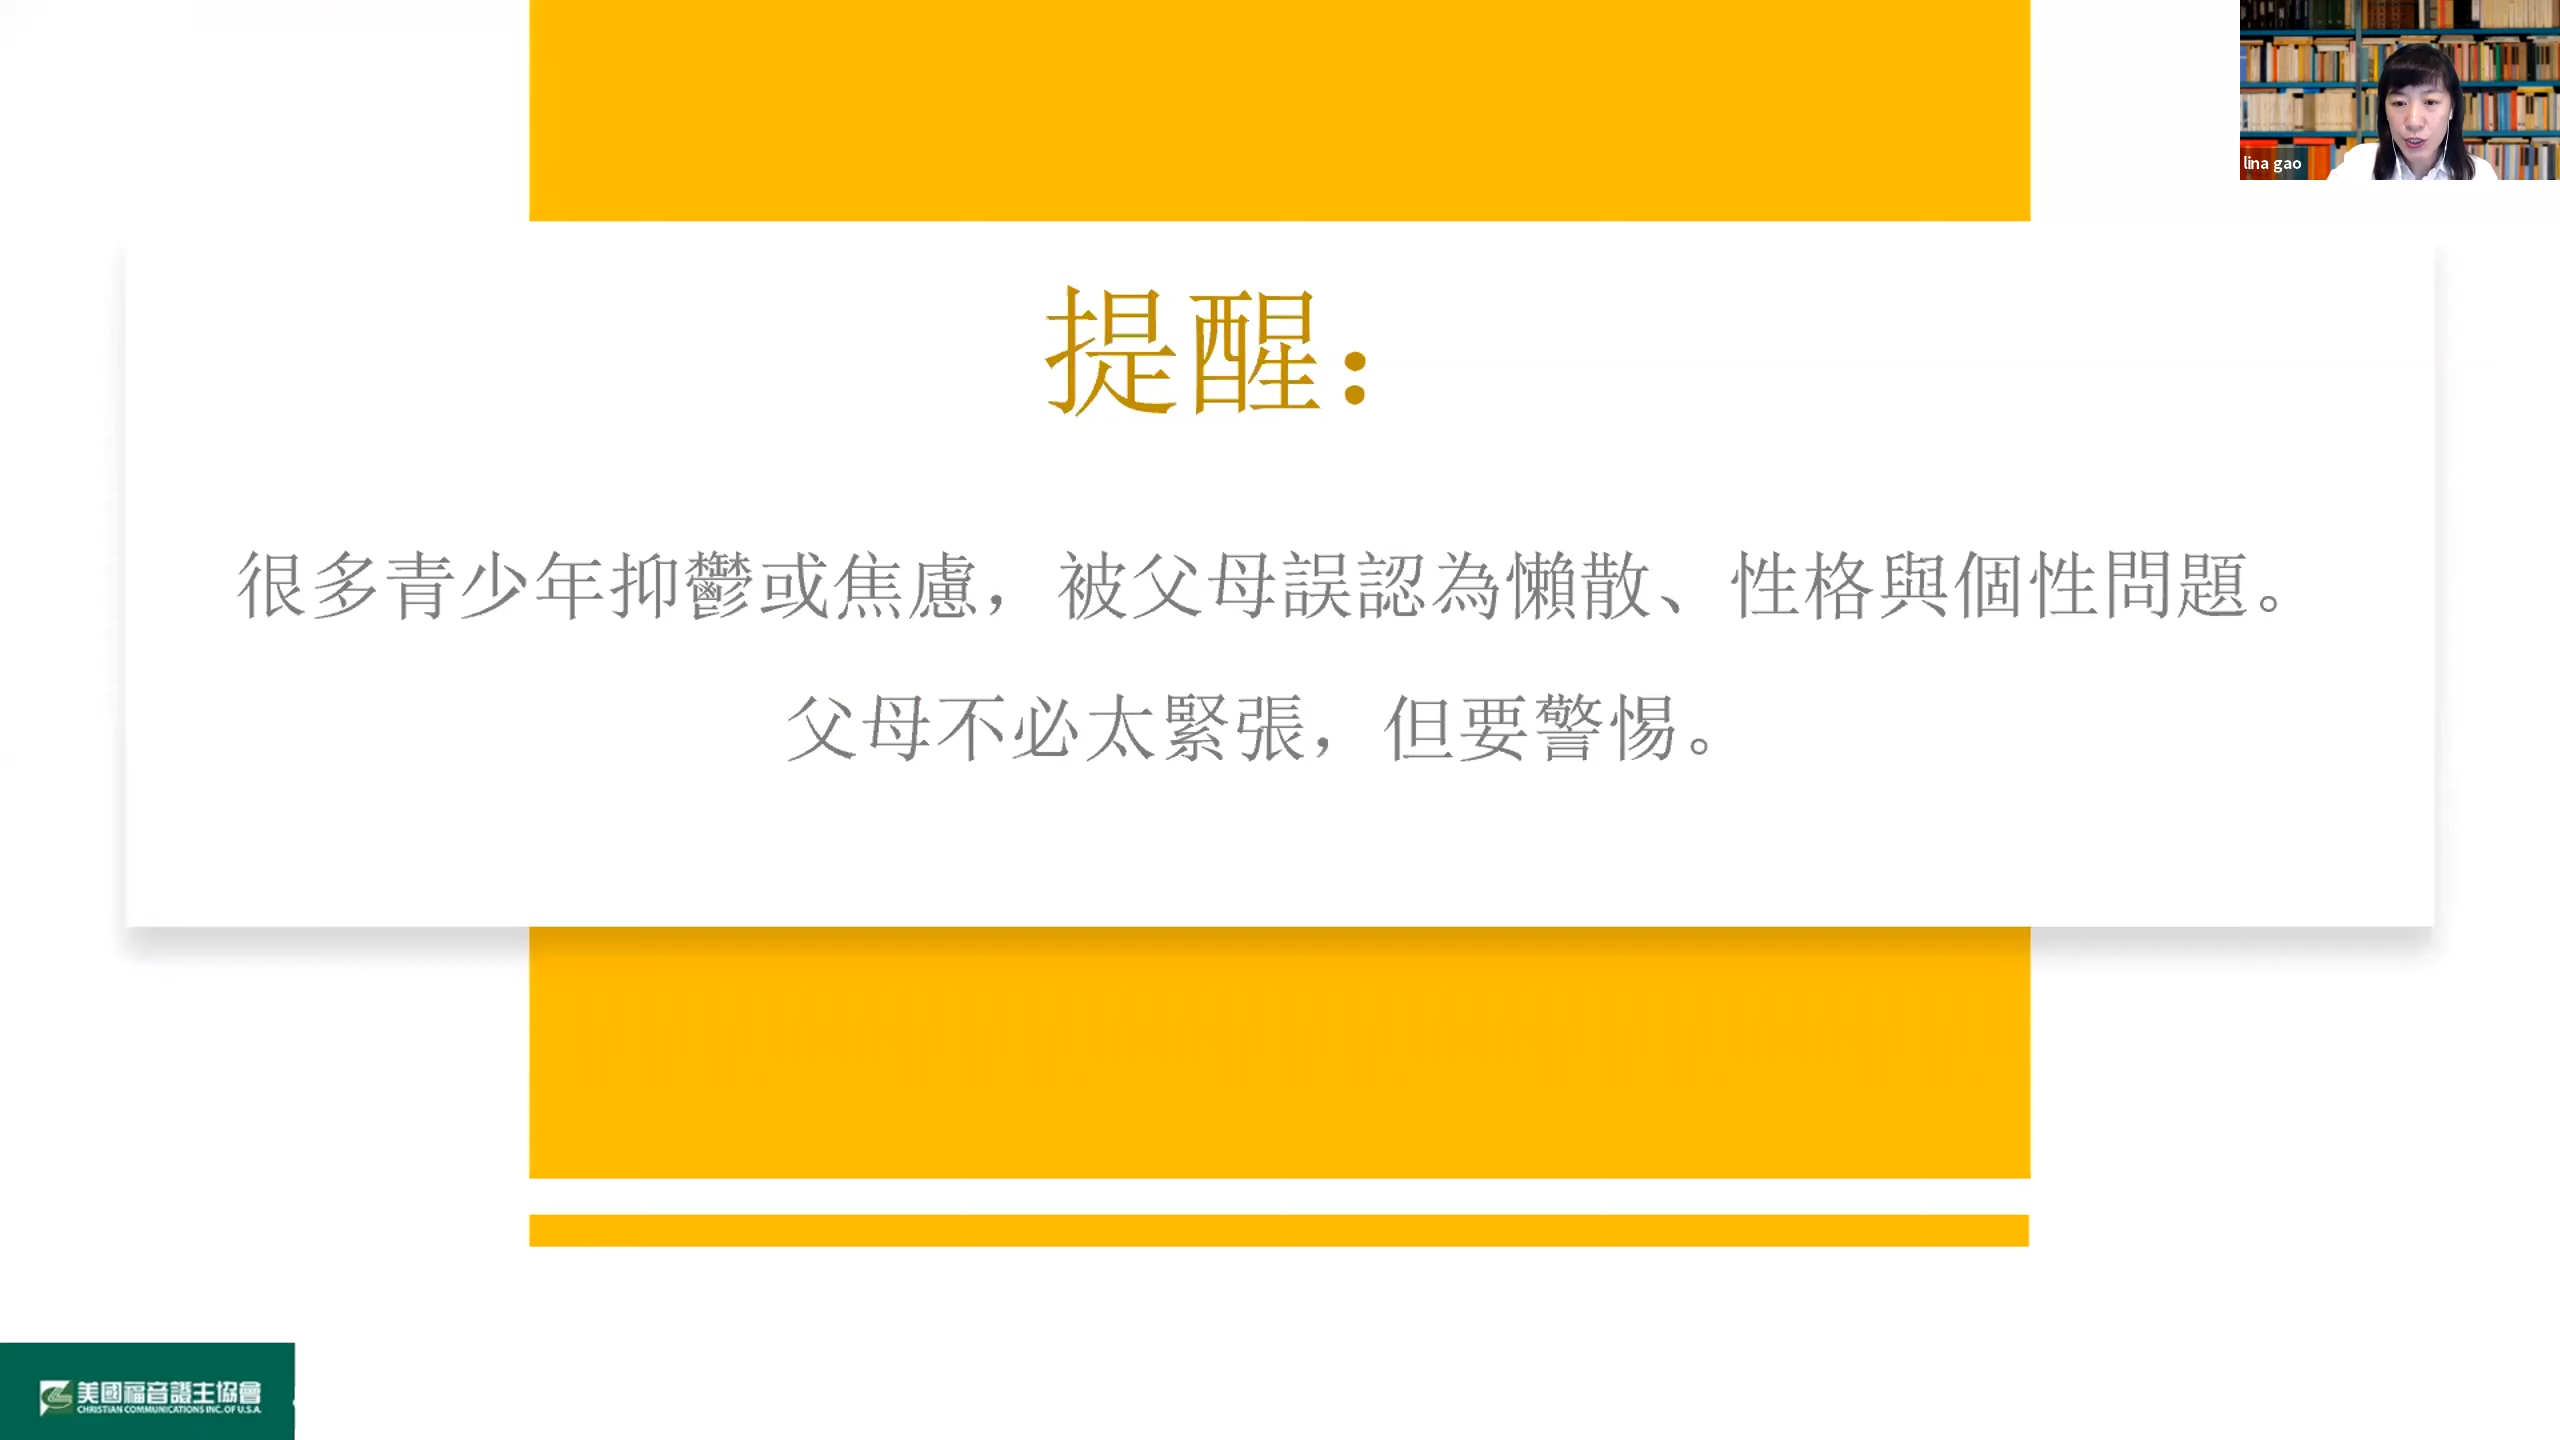 lina gao
提醒：
很多青少年抑鬱或焦慮，被父母誤認為懶散、性格與個性問題。
父母不必太緊張，但要警惕。
美國福音證主協會
CHRISTIAN COMMUNICATIONS INC. OF U.S.A.